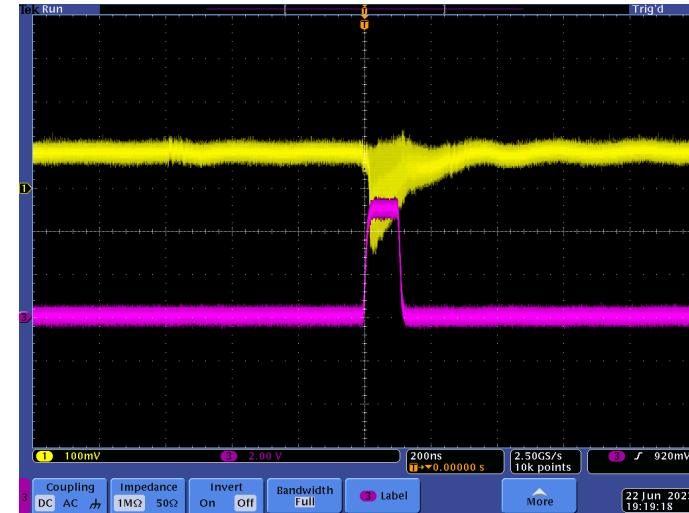 Tek Run Trig'd
T
T
1
3
1 100mV 3 2.00 V 200ns 2.50GS/s 3 920mV
T→▼0.00000 s 10k points
3 Coupling Impedance Invert Bandwidth 3 Label More 22 Jun 202
DC AC 1MΩ 50Ω On Off Full 19:19:18